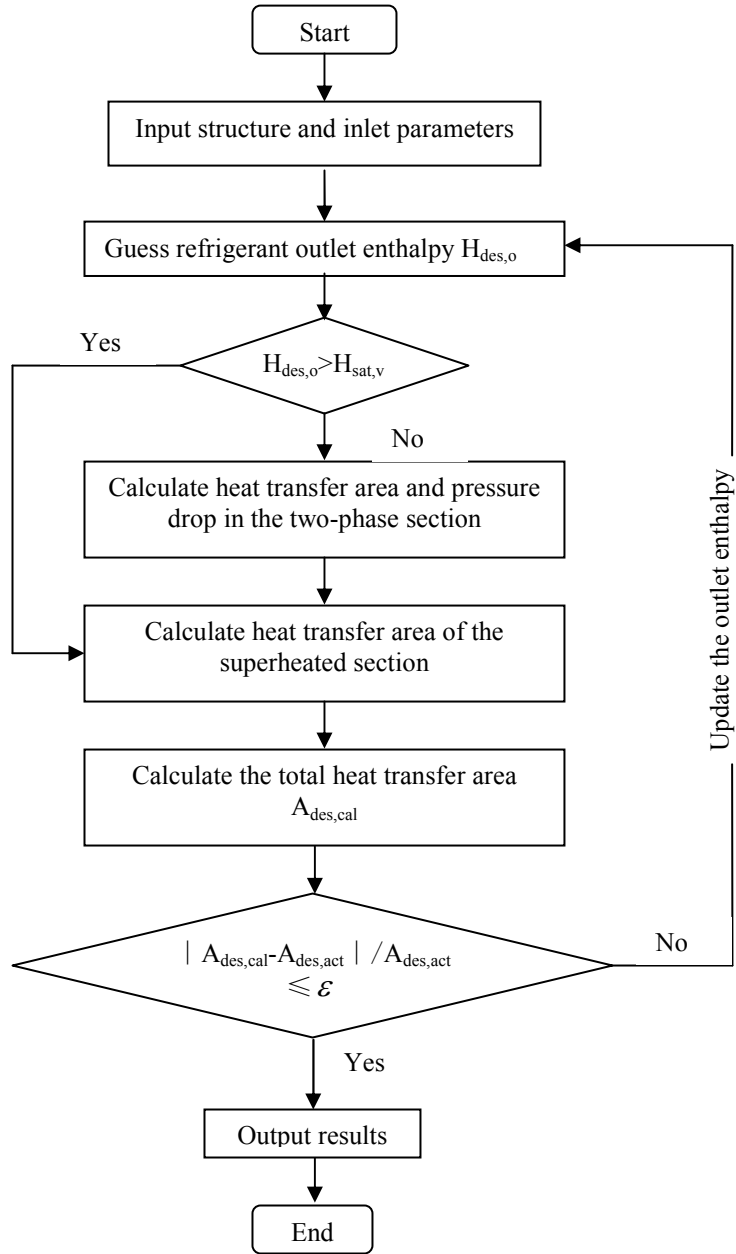 Start
Input structure and inlet parameters
Guess refrigerant outlet enthalpy Hdes,o
Yes
Hdes,o>Hsat,v
No
Calculate heat transfer area and pressure
drop in the two-phase section
Calculate heat transfer area of the
superheated section
Calculate the total heat transfer area
Ades,cal
| Ades,cal-Ades,act | /Ades,act
≤ ε
No
Update the outlet enthalpy
Yes
Output results
End